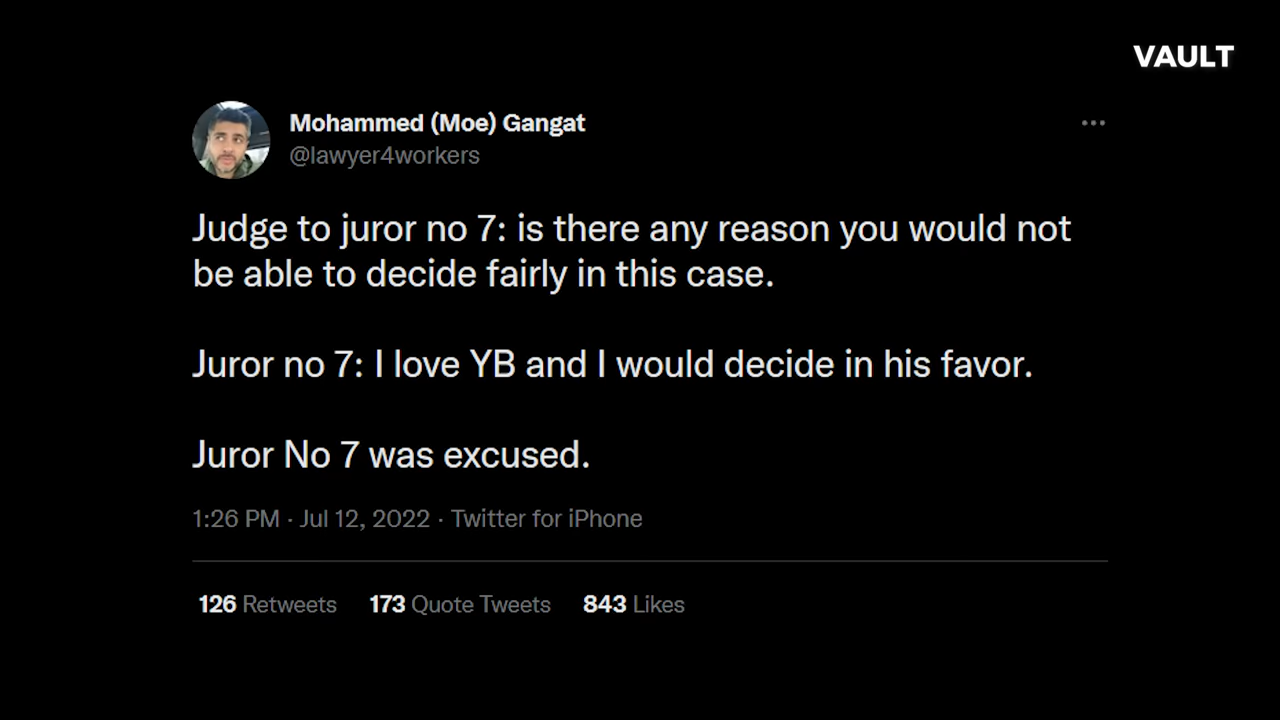 VAULT
Mohammed (Moe) Gangat
@lawyer4workers
Judge to juror no 7: is there any reason you would not
be able to decide fairly in this case.
Juror no 7: I love YB and I would decide in his favor.
Juror No 7 was excused.
1:26 PM · Jul 12, 2022 · Twitter for iPhone
126 Retweets 173 Quote Tweets 843 Likes